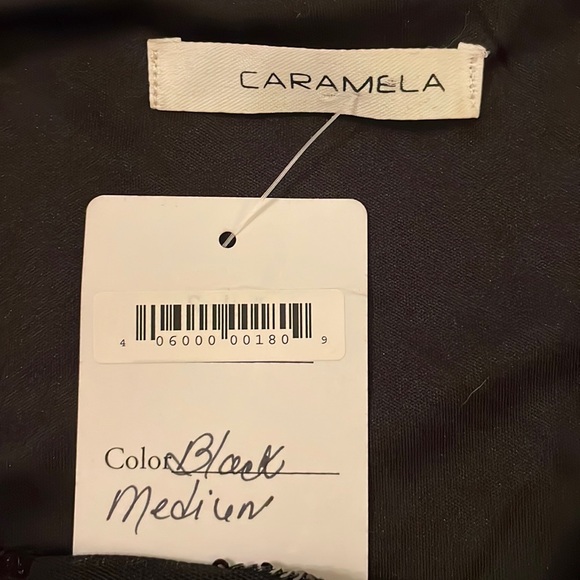 CARAMELA
4 06000 00180 9
Color Black
Medium